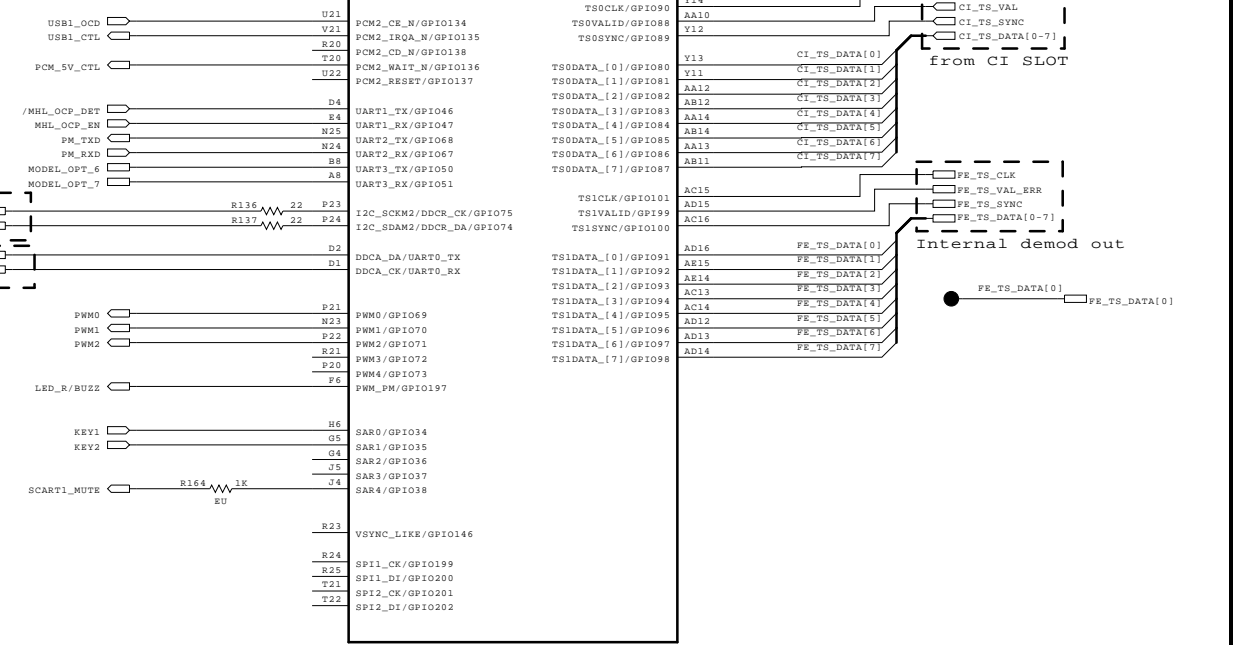 TS0CLK/GPIO90
CI_TS_VAL
USB1_OCD U21 PCM2_CE_N/GPIO134 TS0VALID/GPIO88 AA10 CI_TS_SYNC
USB1_CTL V21 PCM2_IRQA_N/GPIO135 TS0SYNC/GPIO89 Y12 CI_TS_DATA[0-7]
R20 PCM2_CD_N/GPIO138
from CI SLOT
PCM_5V_CTL T20 PCM2_WAIT_N/GPIO136 TS0DATA_[0]/GPIO80 Y13 CI_TS_DATA[0]
U22 PCM2_RESET/GPIO137 TS0DATA_[1]/GPIO81 Y11 CI_TS_DATA[1]
TS0DATA_[2]/GPIO82 AA12 CI_TS_DATA[2]
/MHL_OCP_DET D4 UART1_TX/GPIO46 TS0DATA_[3]/GPIO83 AB12 CI_TS_DATA[3]
MHL_OCP_EN E4 UART1_RX/GPIO47 TS0DATA_[4]/GPIO84 AA14 CI_TS_DATA[4]
PM_TXD N25 UART2_TX/GPIO68 TS0DATA_[5]/GPIO85 AB14 CI_TS_DATA[5]
PM_RXD N24 UART2_RX/GPIO67 TS0DATA_[6]/GPIO86 AA13 CI_TS_DATA[6]
MODEL_OPT_6 B8 UART3_TX/GPIO50 TS0DATA_[7]/GPIO87 AB11 CI_TS_DATA[7]
MODEL_OPT_7 A8 UART3_RX/GPIO51
FE_TS_CLK
TS1CLK/GPIO101 AC15 FE_TS_VAL_ERR
R136 22 P23 I2C_SCKM2/DDCR_CK/GPIO75 TS1VALID/GPI99 AD15 FE_TS_SYNC
R137 22 P24 I2C_SDAM2/DDCR_DA/GPIO74 TS1SYNC/GPIO100 AC16 FE_TS_DATA[0-7]
Internal demod out
D2 DDCA_DA/UART0_TX TS1DATA_[0]/GPIO91 AD16 FE_TS_DATA[0]
D1 DDCA_CK/UART0_RX TS1DATA_[1]/GPIO92 AE15 FE_TS_DATA[1]
TS1DATA_[2]/GPIO93 AE14 FE_TS_DATA[2]
TS1DATA_[3]/GPIO94 AC13 FE_TS_DATA[3]
FE_TS_DATA[0] FE_TS_DATA[0]
PWM0 P21 PWM0/GPIO69 TS1DATA_[4]/GPIO95 AC14 FE_TS_DATA[4]
PWM1 N23 PWM1/GPIO70 TS1DATA_[5]/GPIO96 AD12 FE_TS_DATA[5]
PWM2 P22 PWM2/GPIO71 TS1DATA_[6]/GPIO97 AD13 FE_TS_DATA[6]
R21 PWM3/GPIO72 TS1DATA_[7]/GPIO98 AD14 FE_TS_DATA[7]
P20 PWM4/GPIO73
LED_R/BUZZ F6 PWM_PM/GPIO197
KEY1 H6 SAR0/GPIO34
KEY2 G5 SAR1/GPIO35
G4 SAR2/GPIO36
J5 SAR3/GPIO37
SCART1_MUTE R164 1K J4 SAR4/GPIO38
EU
R23 VSYNC_LIKE/GPIO146
R24 SPI1_CK/GPIO199
R25 SPI1_DI/GPIO200
T21 SPI2_CK/GPIO201
T22 SPI2_DI/GPIO202